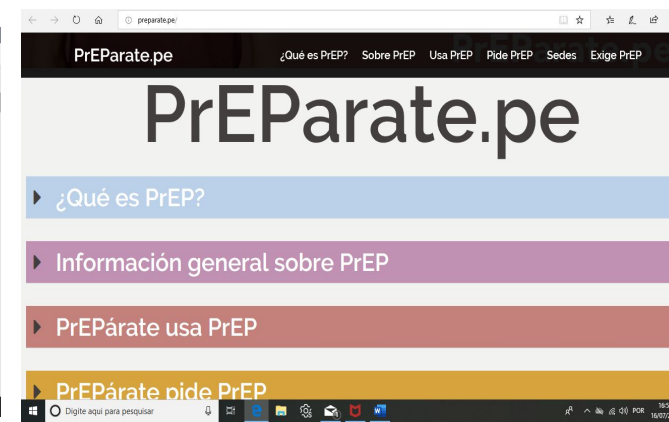 preparate.pe/
PrEParate.pe
¿Qué es PrEP? Sobre PrEP Usa PrEP Pide PrEP Sedes Exige PrEP
PrEParate.pe
¿Qué es PrEP?
Información general sobre PrEP
PrEPárate usa PrEP
PrEPárate pide PrEP
Digite aqui para pesquisar
POR